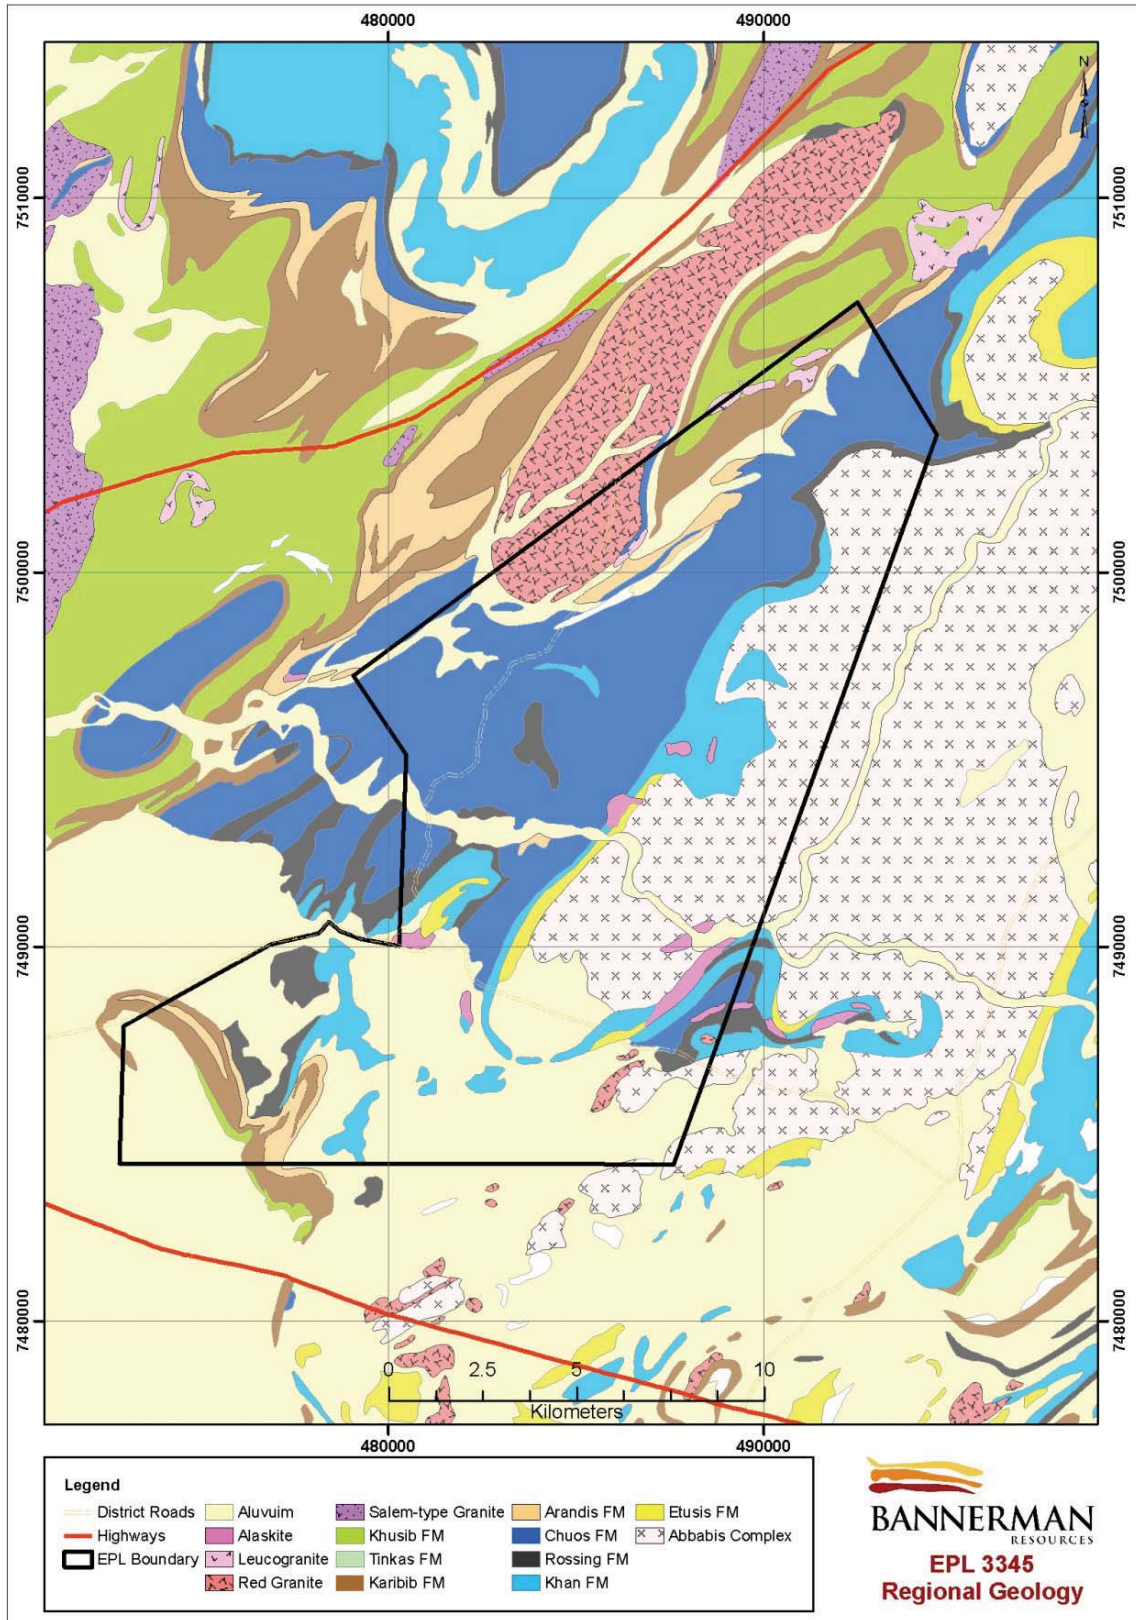 480000 490000
N
7510000 7510000
7500000 7500000
7490000 7490000
7480000 7480000
0 2.5 5 10
Kilometers
480000 490000
Legend
District Roads Aluvuim Salem-type Granite Arandis FM Etusis FM
Highways Alaskite Khusib FM Chuos FM Abbabis Complex
EPL Boundary Leucogranite Tinkas FM Rossing FM
Red Granite Karibib FM Khan FM
BANNERMAN
RESOURCES
EPL 3345
Regional Geology